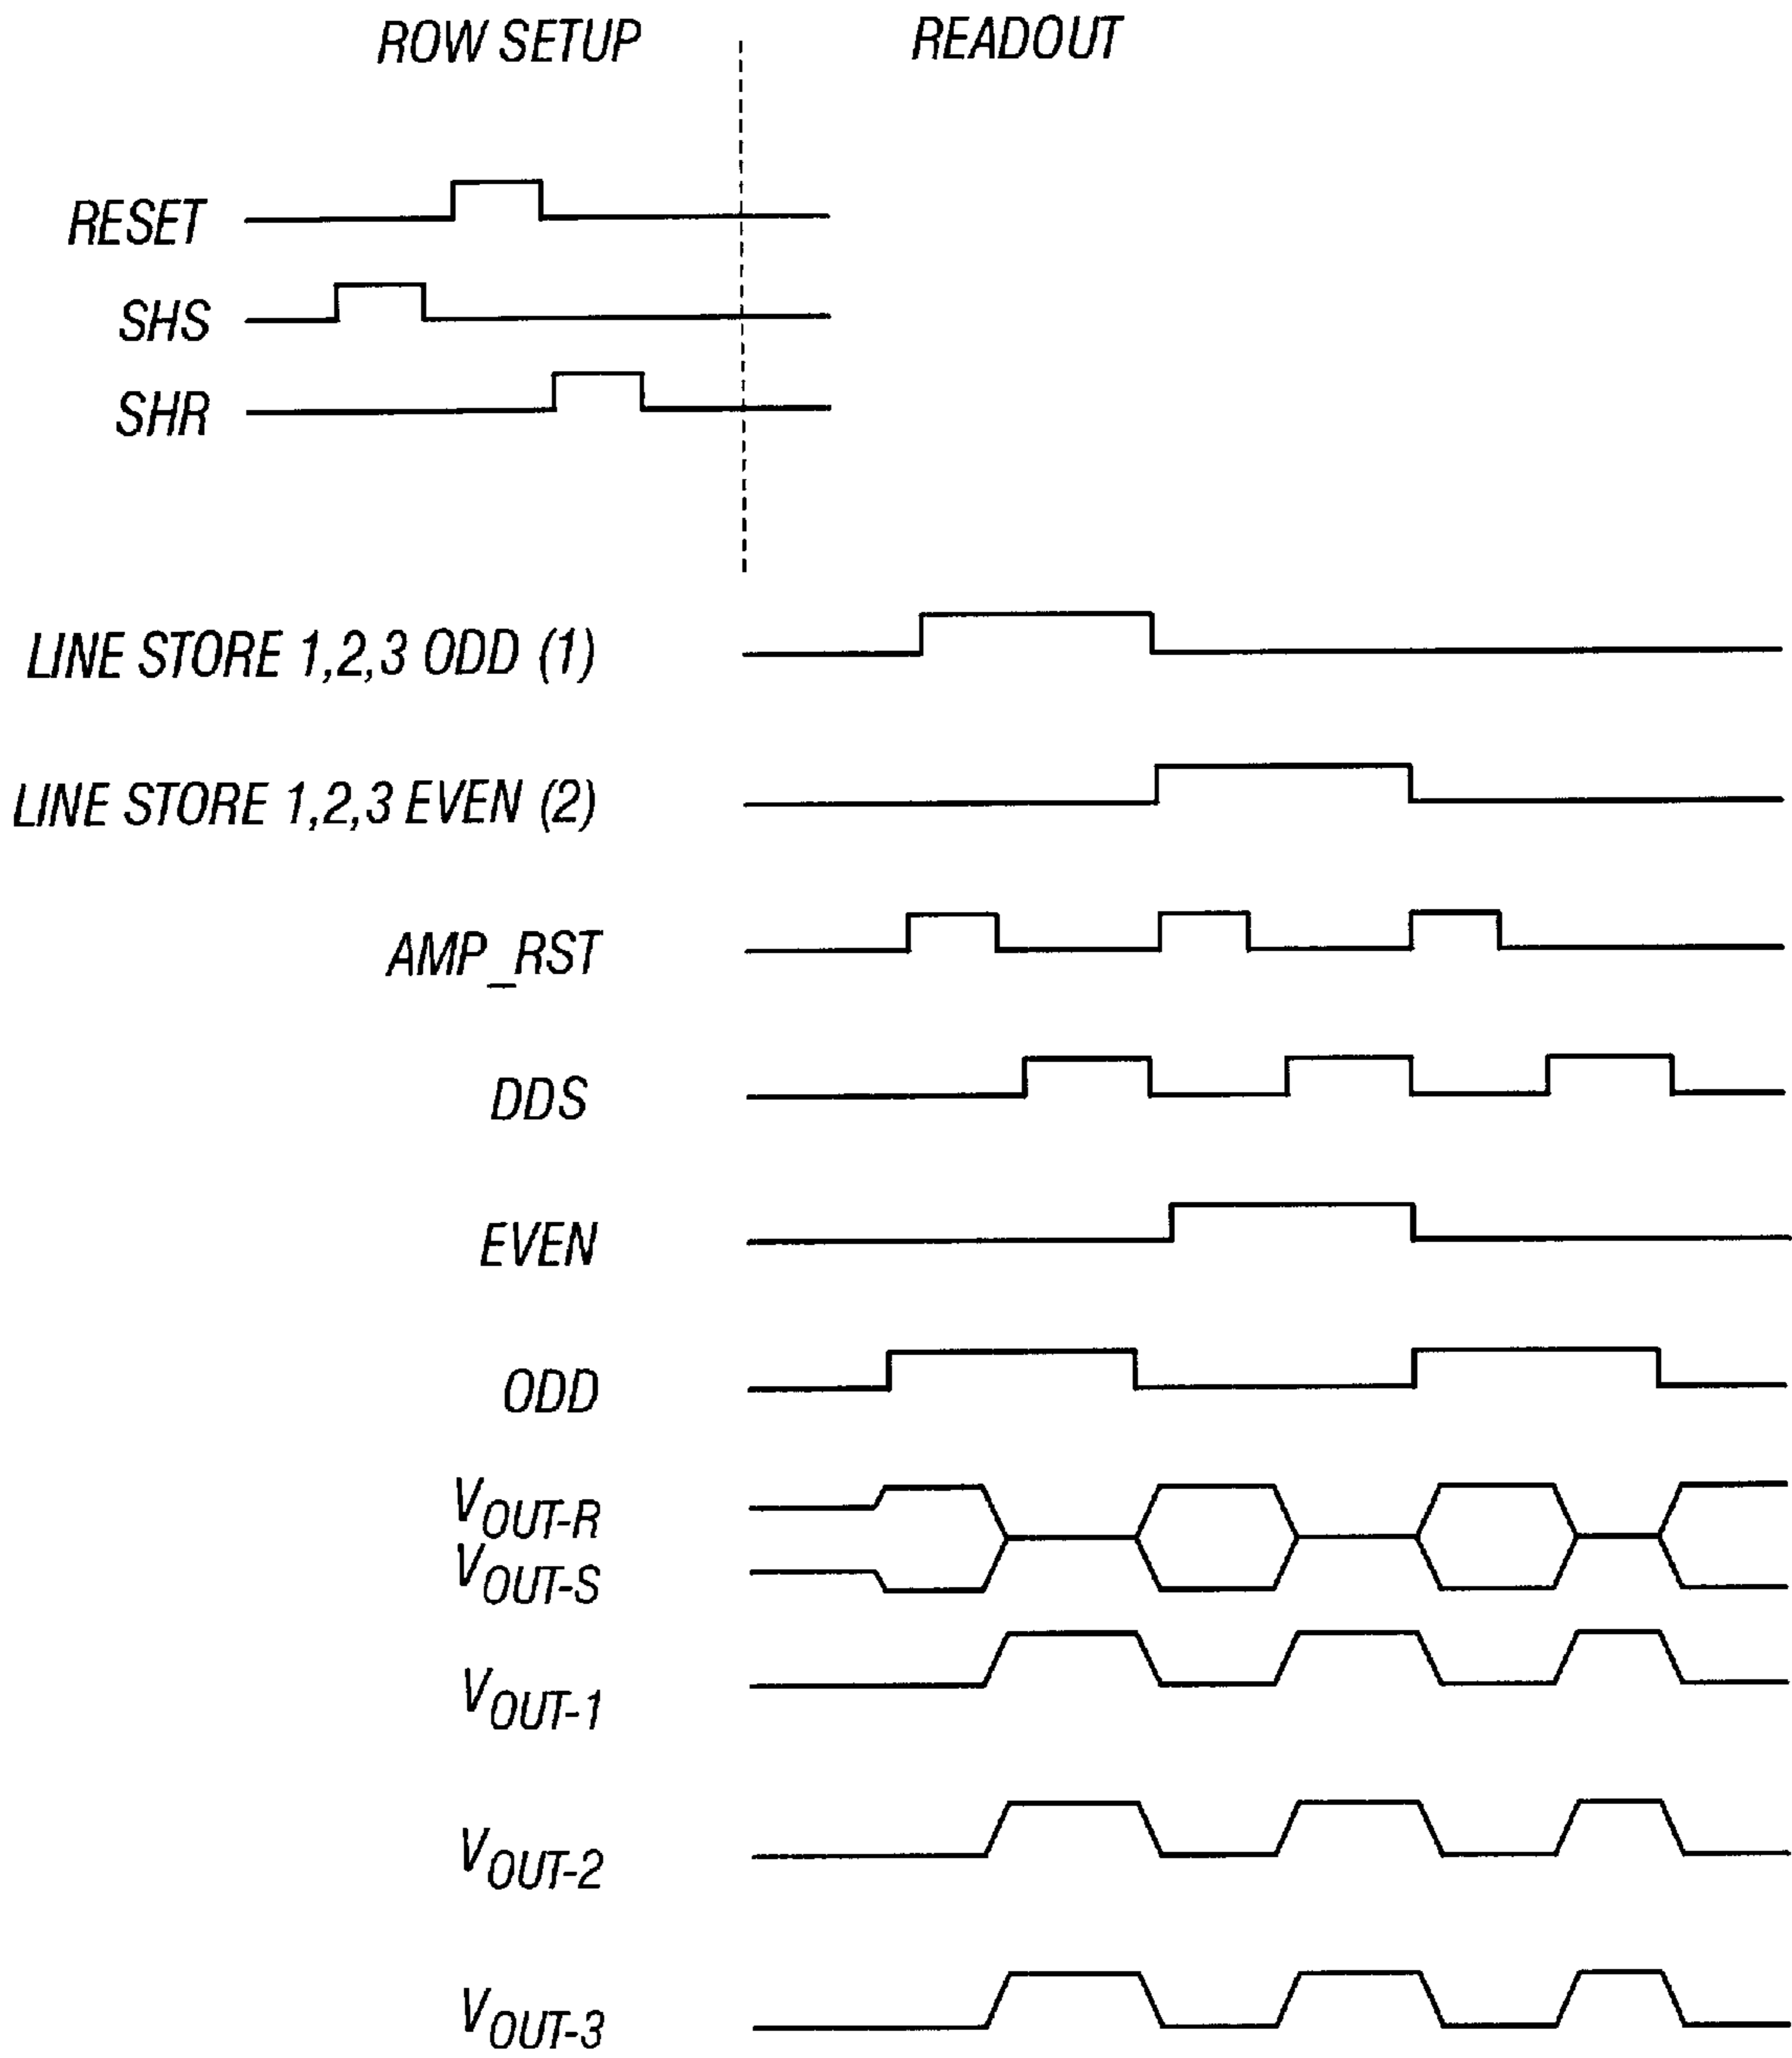 ROW SETUP READOUT
RESET
SHS
SHR
LINE STORE 1,2,3 ODD (1)
LINE STORE 1,2,3 EVEN (2)
AMP_RST
DDS
EVEN
ODD
VOUT-R
VOUT-S
VOUT-1
VOUT-2
VOUT-3